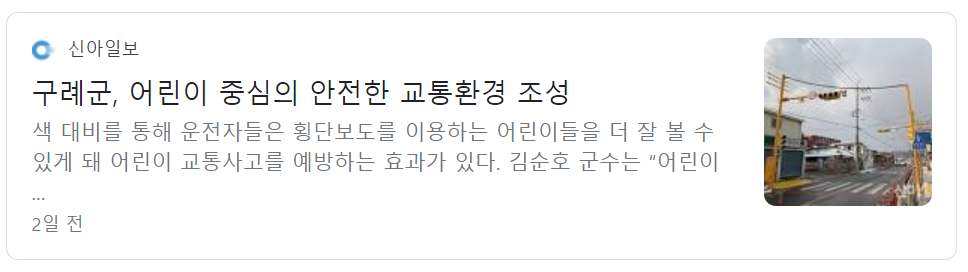 신아일보
구례군, 어린이 중심의 안전한 교통환경 조성
색 대비를 통해 운전자들은 횡단보도를 이용하는 어린이들을 더 잘 볼 수
있게 돼 어린이 교통사고를 예방하는 효과가 있다. 김순호 군수는 “어린이
...
2일 전